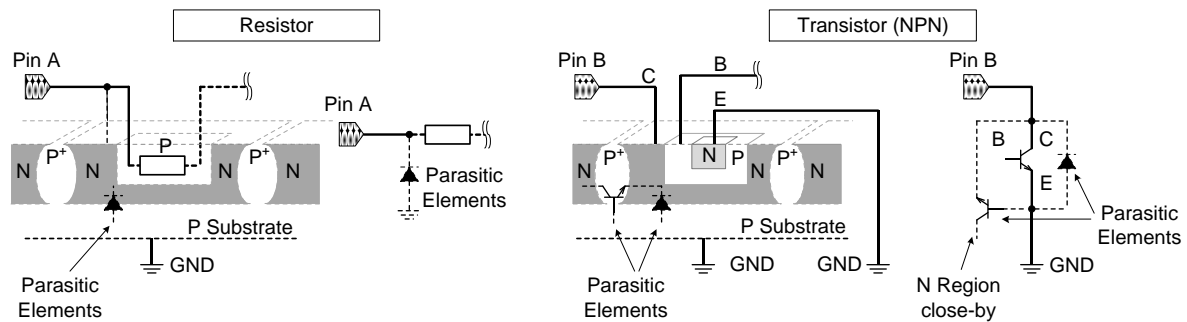 Resistor
Transistor (NPN)
Pin A
Pin A
Pin B
C
B
E
Pin B
N
P+
N
P
N
P+
N
N
P+
N
N
P
P+
N
B
C
E
Parasitic
Elements
P Substrate
GND
Parasitic
Elements
P Substrate
GND
GND
Parasitic
Elements
N Region
close-by
GND
Parasitic
Elements